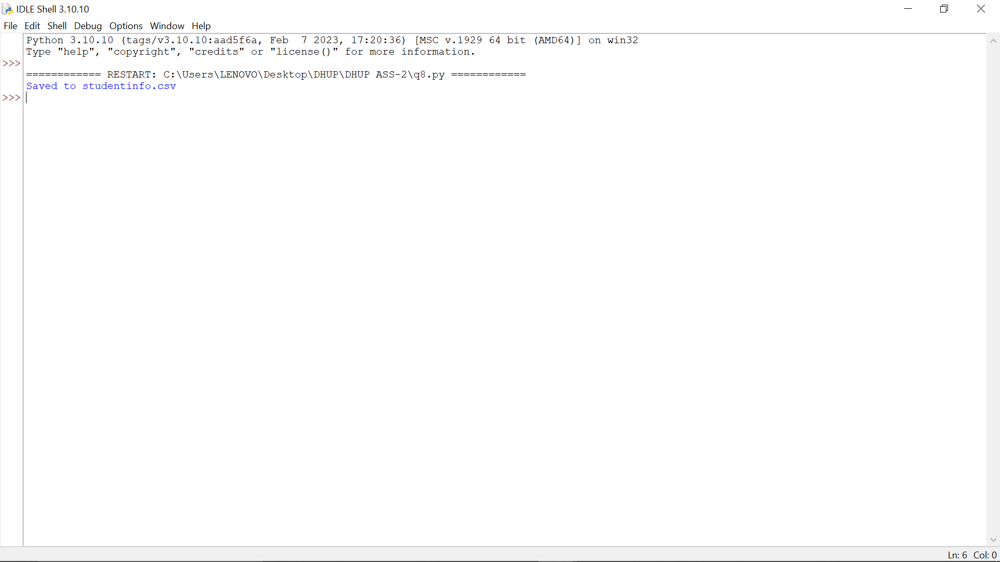 IDLE Shell 3.10.10
File Edit Shell Debug Options Window Help
Python 3.10.10 (tags/v3.10.10:aad5f6a, Feb  7 2023, 17:20:36) [MSC v.1929 64 bit (AMD64)] on win32
Type "help", "copyright", "credits" or "license()" for more information.
>>>
============ RESTART: C:\Users\LENOVO\Desktop\DHUP\DHUP ASS-2\q8.py ============
Saved to studentinfo.csv
>>>
Ln: 6 Col: 0